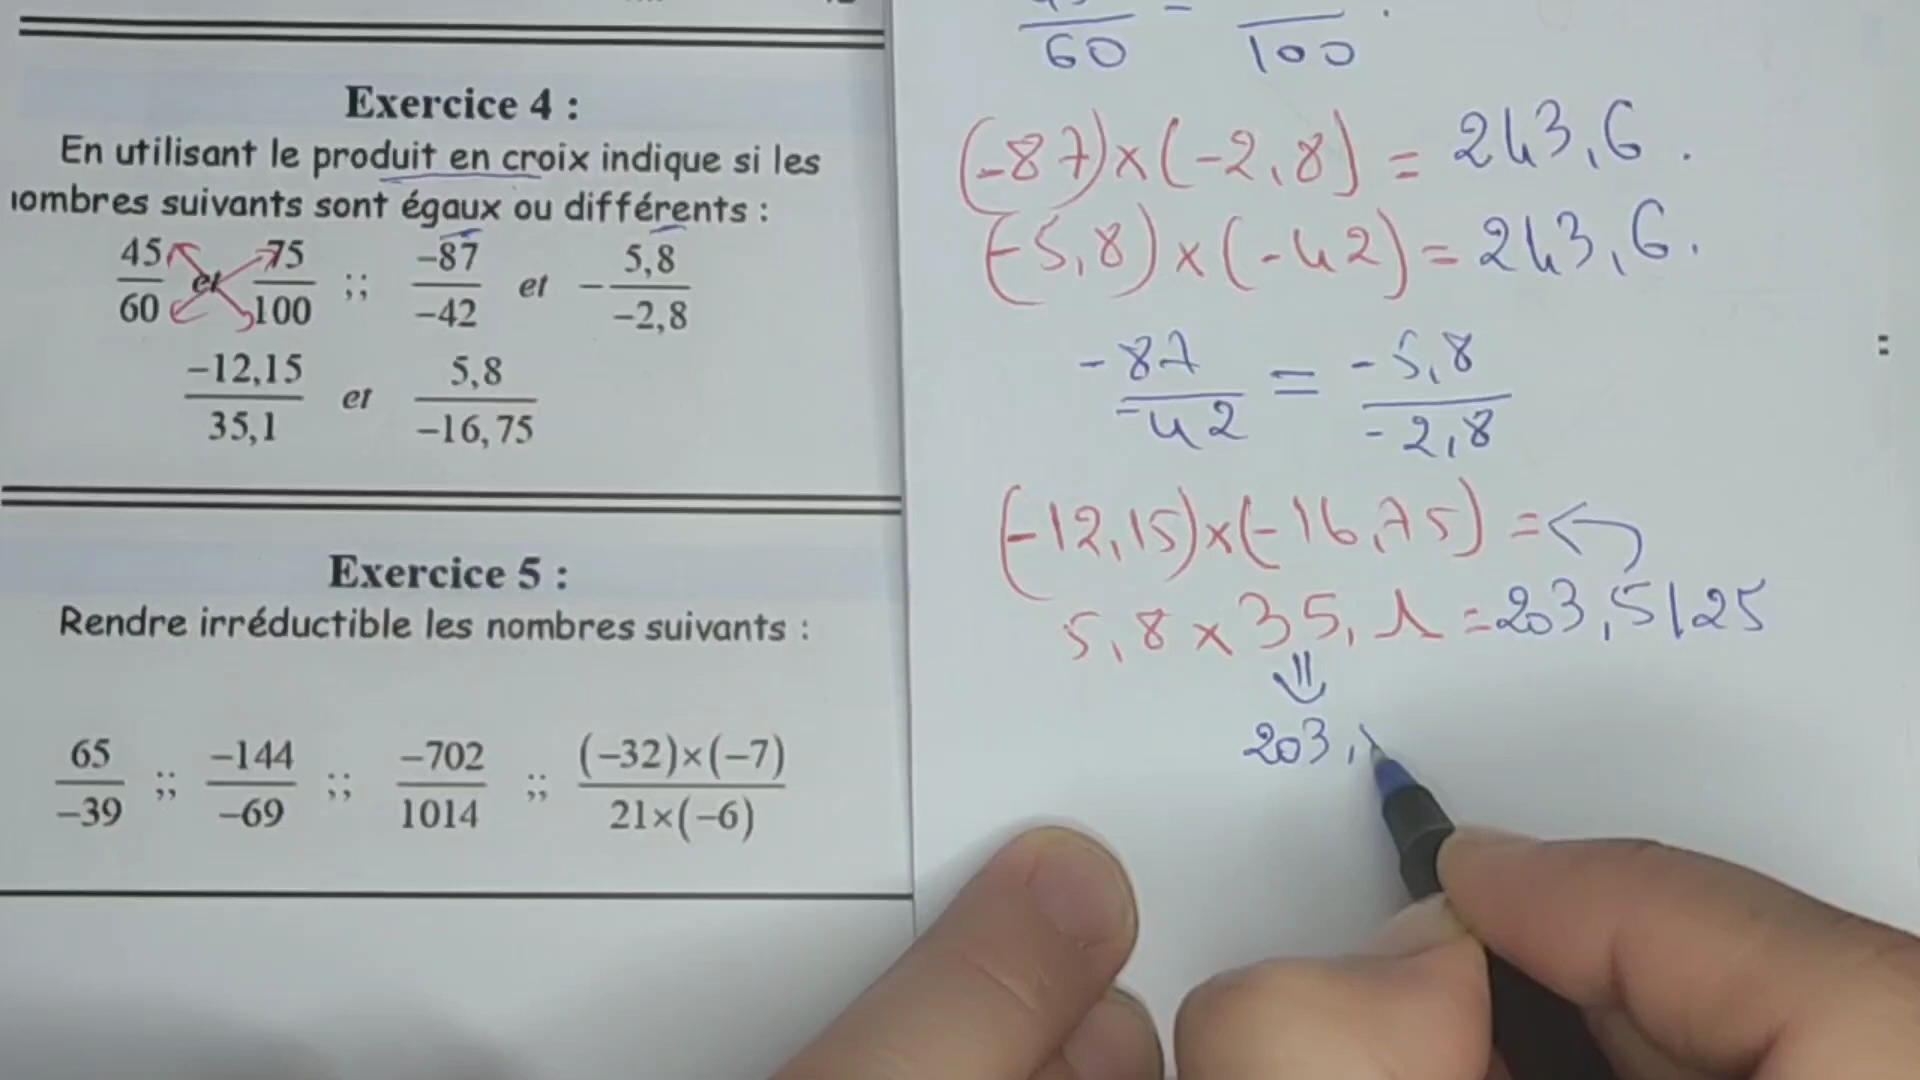 Exercice 4 :
En utilisant le produit en croix indique si les
ombres suivants sont égaux ou différents :
45/60 et 75/100 ;; −87/−42 et −5,8/−2,8
−12,15/35,1 et 5,8/−16,75
Exercice 5 :
Rendre irréductible les nombres suivants :
65/−39 ;; −144/−69 ;; −702/1014 ;; (−32)×(−7)/21×(−6)
/60 = /100 .
(-87)×(-2,8) = 243,6 .
(-5,8)×(-42) = 243,6 .
-87/-42 = -5,8/-2,8
(-12,15)×(-16,75) =
5,8×35,1 = 203,5125
203,
: